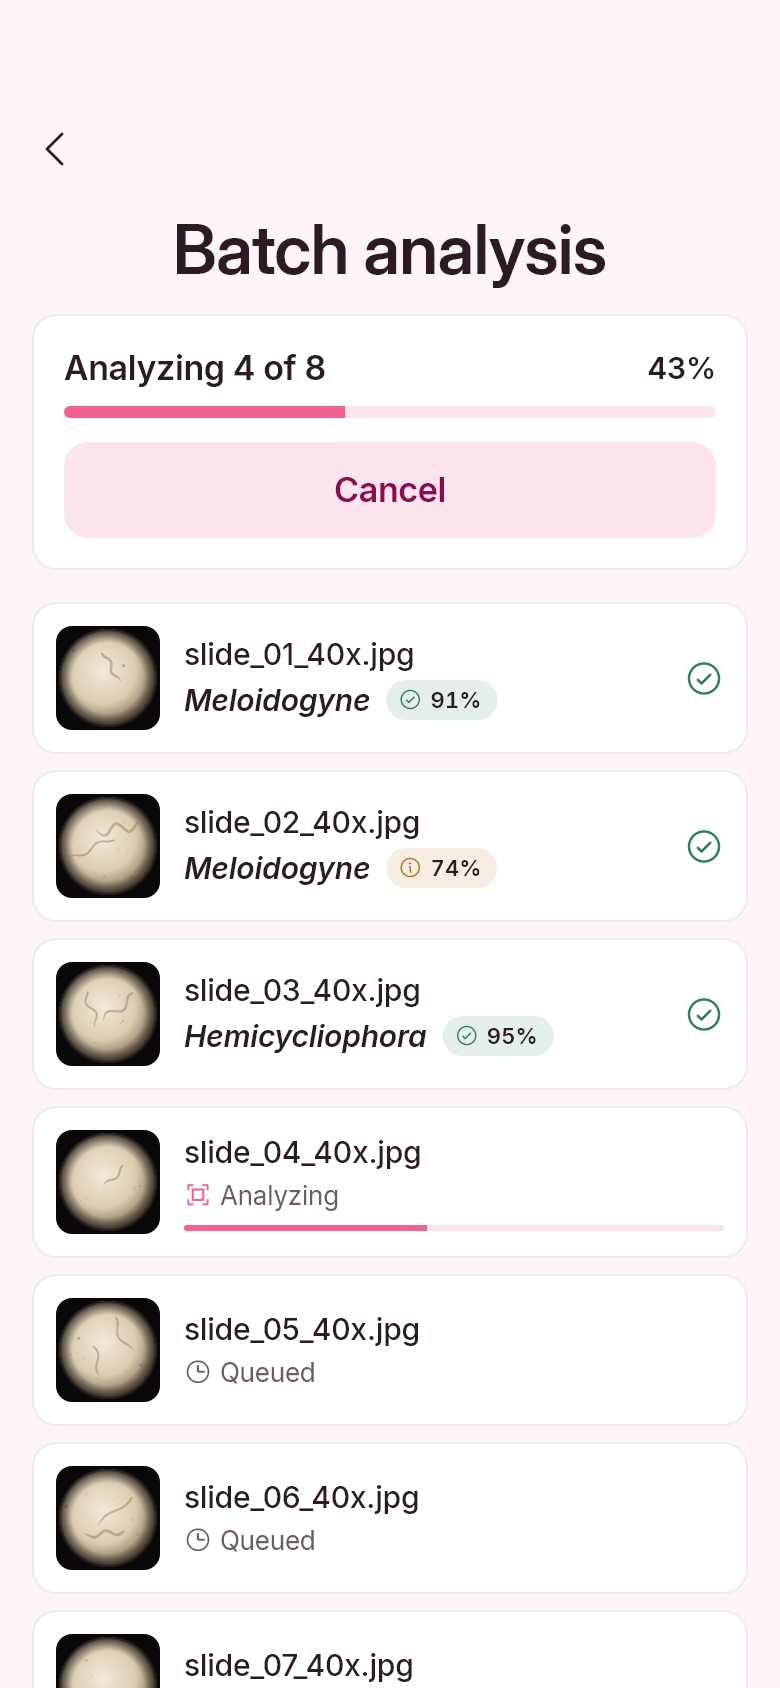 Batch analysis
Analyzing 4 of 8 43%
Cancel
slide_01_40x.jpg
Meloidogyne 91%
slide_02_40x.jpg
Meloidogyne 74%
slide_03_40x.jpg
Hemicycliophora 95%
slide_04_40x.jpg
Analyzing
slide_05_40x.jpg
Queued
slide_06_40x.jpg
Queued
slide_07_40x.jpg